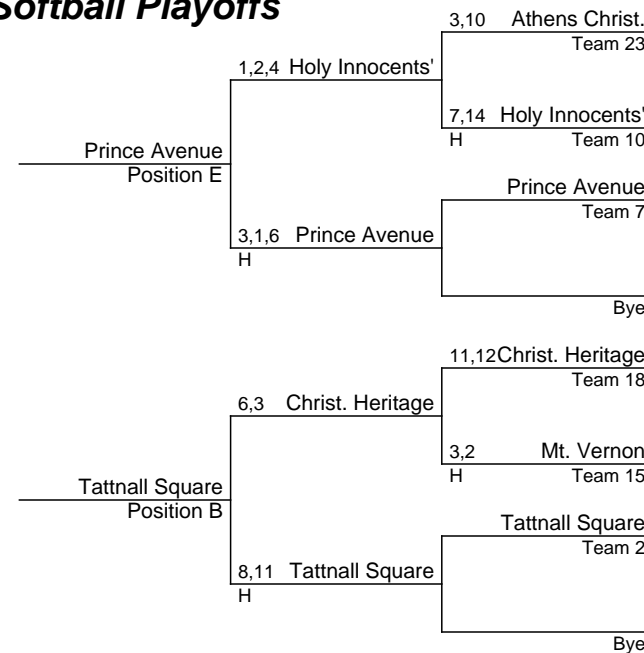 Softball Playoffs
3,10 Athens Christ.
Team 23
1,2,4 Holy Innocents'
7,14 Holy Innocents'
H Team 10
Prince Avenue
Position E
Prince Avenue
Team 7
3,1,6 Prince Avenue
H
Bye
11,12Christ. Heritage
Team 18
6,3 Christ. Heritage
3,2 Mt. Vernon
H Team 15
Tattnall Square
Position B
Tattnall Square
Team 2
8,11 Tattnall Square
H
Bye